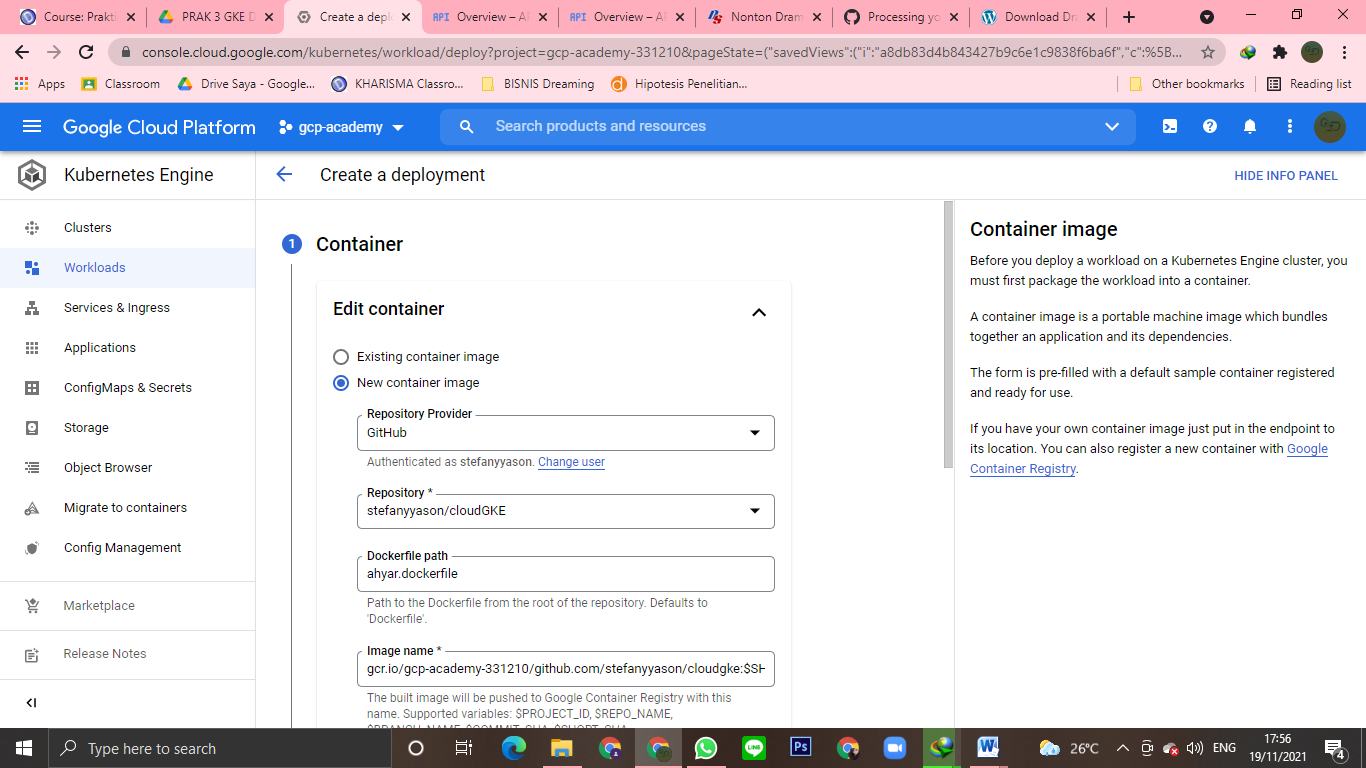 Course: Prakti
PRAK 3 GKE D
Create a deplo
API Overview – A
API Overview – A
Nonton Dram
Processing yo
Download Dra
console.cloud.google.com/kubernetes/workload/deploy?project=gcp-academy-331210&pageState=("savedViews":("i":"a8db83d4b843427b9c6e1c9838f6ba6f","c":%5B...
Apps
Classroom
Drive Saya - Google...
KHARISMA Classro...
BISNIS Dreaming
Hipotesis Penelitian...
Other bookmarks
Reading list
Google Cloud Platform
gcp-academy
Search products and resources
Kubernetes Engine
Create a deployment
HIDE INFO PANEL
Clusters
Workloads
Services & Ingress
Applications
ConfigMaps & Secrets
Storage
Object Browser
Migrate to containers
Config Management
Marketplace
Release Notes
1 Container
Edit container
Existing container image
New container image
Repository Provider
GitHub
Authenticated as stefanyyason. Change user
Repository *
stefanyyason/cloudGKE
Dockerfile path
ahyar.dockerfile
Path to the Dockerfile from the root of the repository. Defaults to
'Dockerfile'.
Image name *
gcr.io/gcp-academy-331210/github.com/stefanyyason/cloudgke:$SH
The built image will be pushed to Google Container Registry with this
name. Supported variables: $PROJECT_ID, $REPO_NAME,
$BRANCH_NAME, $COMMIT_SHA, $SHORT_SHA
Container image
Before you deploy a workload on a Kubernetes Engine cluster, you
must first package the workload into a container.
A container image is a portable machine image which bundles
together an application and its dependencies.
The form is pre-filled with a default sample container registered
and ready for use.
If you have your own container image just put in the endpoint to
its location. You can also register a new container with Google
Container Registry.
Type here to search
Ps
26°C
ENG
17:56
19/11/2021
4